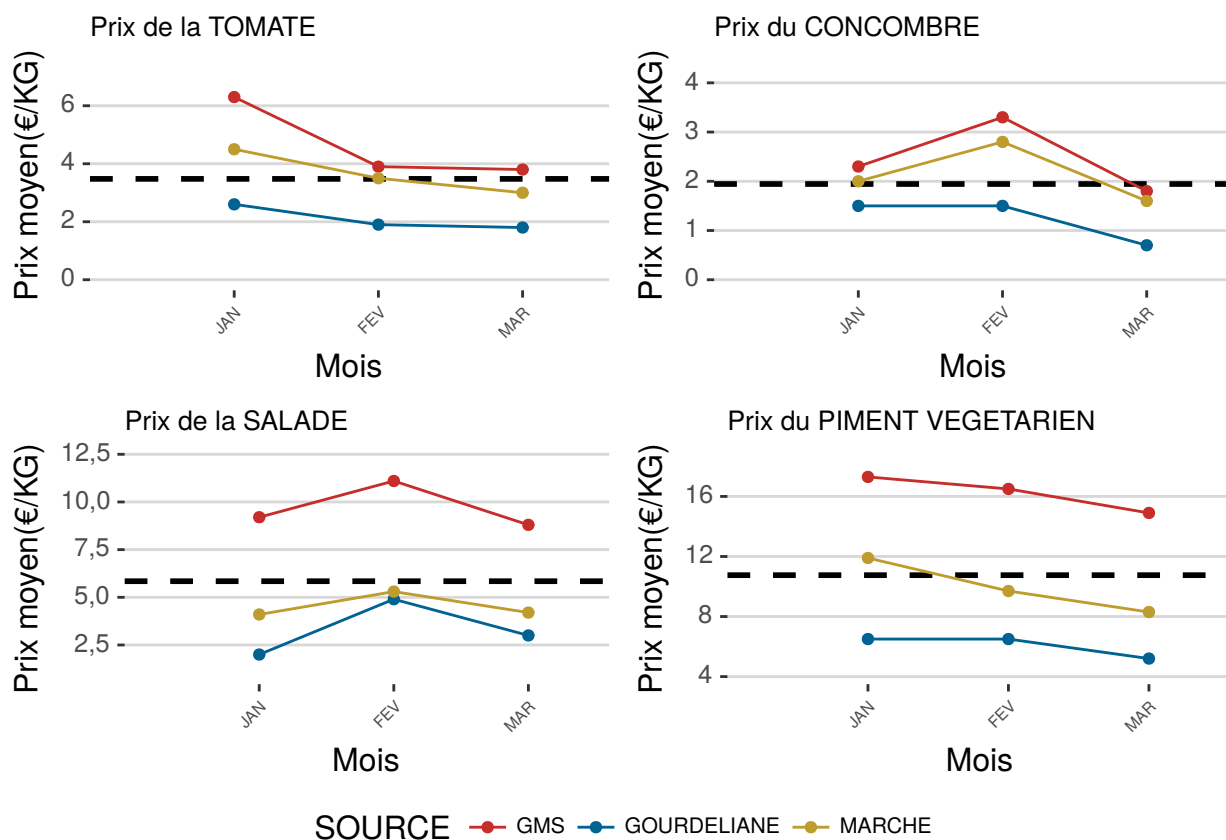 Prix de la TOMATE
Prix moyen(€/KG)
6
4
2
0
JAN
FEV
MAR
Mois
Prix du CONCOMBRE
Prix moyen(€/KG)
4
3
2
1
0
JAN
FEV
MAR
Mois
Prix de la SALADE
Prix moyen(€/KG)
12,5
10,0
7,5
5,0
2,5
JAN
FEV
MAR
Mois
Prix du PIMENT VEGETARIEN
Prix moyen(€/KG)
16
12
8
4
JAN
FEV
MAR
Mois
SOURCE GMS GOURDELIANE MARCHE